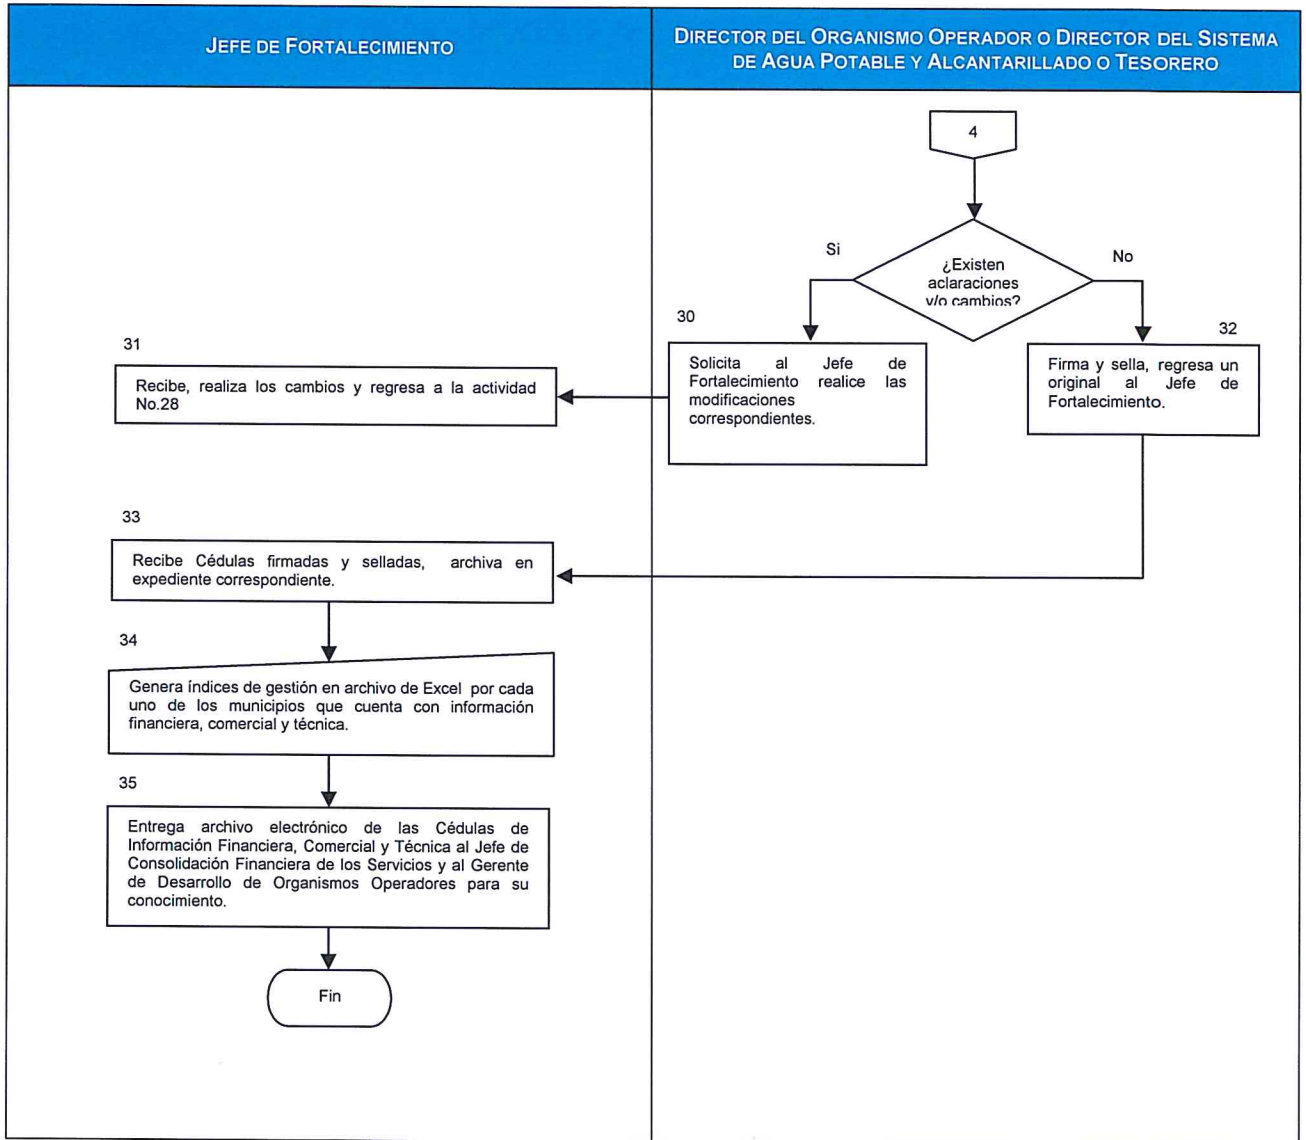 JEFE DE FORTALECIMIENTO
DIRECTOR DEL ORGANISMO OPERADOR O DIRECTOR DEL SISTEMA
DE AGUA POTABLE Y ALCANTARILLADO O TESORERO
4
¿Existen
aclaraciones
y/o cambios?
Si
No
30
Solicita al Jefe de
Fortalecimiento realice las
modificaciones
correspondientes.
31
Recibe, realiza los cambios y regresa a la actividad
No.28
32
Firma y sella, regresa un
original al Jefe de
Fortalecimiento.
33
Recibe Cédulas firmadas y selladas, archiva en
expediente correspondiente.
34
Genera índices de gestión en archivo de Excel por cada
uno de los municipios que cuenta con información
financiera, comercial y técnica.
35
Entrega archivo electrónico de las Cédulas de
Información Financiera, Comercial y Técnica al Jefe de
Consolidación Financiera de los Servicios y al Gerente
de Desarrollo de Organismos Operadores para su
conocimiento.
Fin